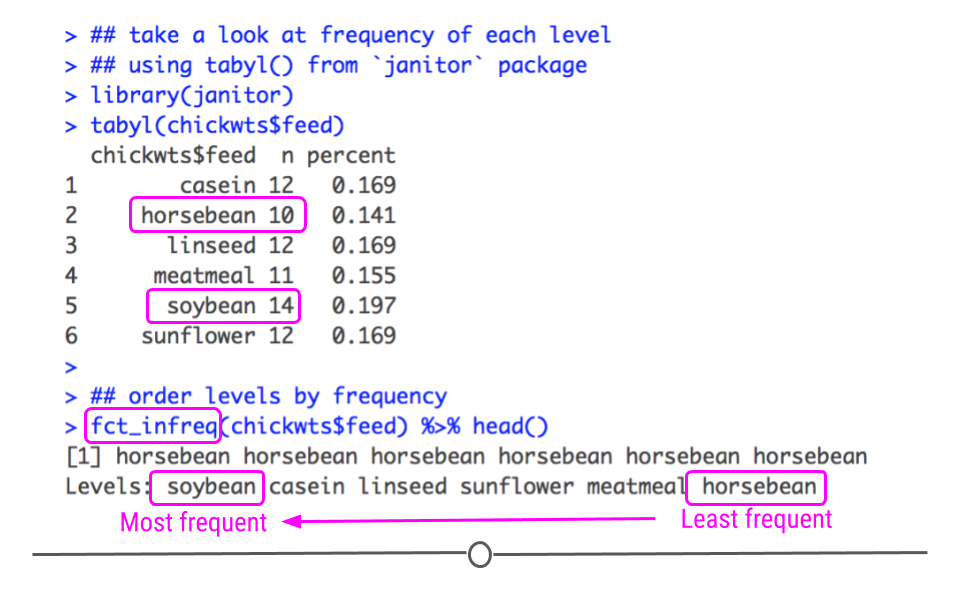 > ## take a look at frequency of each level
> ## using tabyl() from `janitor` package
> library(janitor)
> tabyl(chickwts$feed)
chickwts$feed n percent
1 casein 12 0.169
2 horsebean 10 0.141
3 linseed 12 0.169
4 meatmeal 11 0.155
5 soybean 14 0.197
6 sunflower 12 0.169
>
> ## order levels by frequency
> fct_infreq(chickwts$feed) %>% head()
[1] horsebean horsebean horsebean horsebean horsebean horsebean
Levels: soybean casein linseed sunflower meatmeal horsebean
Most frequent Least frequent